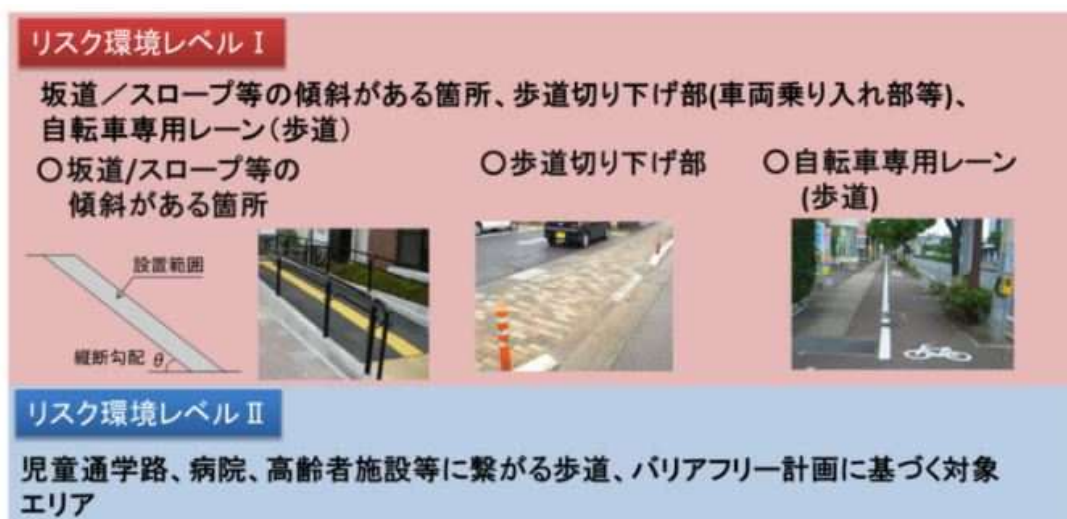 リスク環境レベルⅠ
坂道／スロープ等の傾斜がある箇所、歩道切り下げ部(車両乗り入れ部等)、
自転車専用レーン（歩道）
○坂道/スロープ等の
傾斜がある箇所
○歩道切り下げ部
○自転車専用レーン
(歩道)
設置範囲
縦断勾配 θ
リスク環境レベルⅡ
児童通学路、病院、高齢者施設等に繋がる歩道、バリアフリー計画に基づく対象
エリア